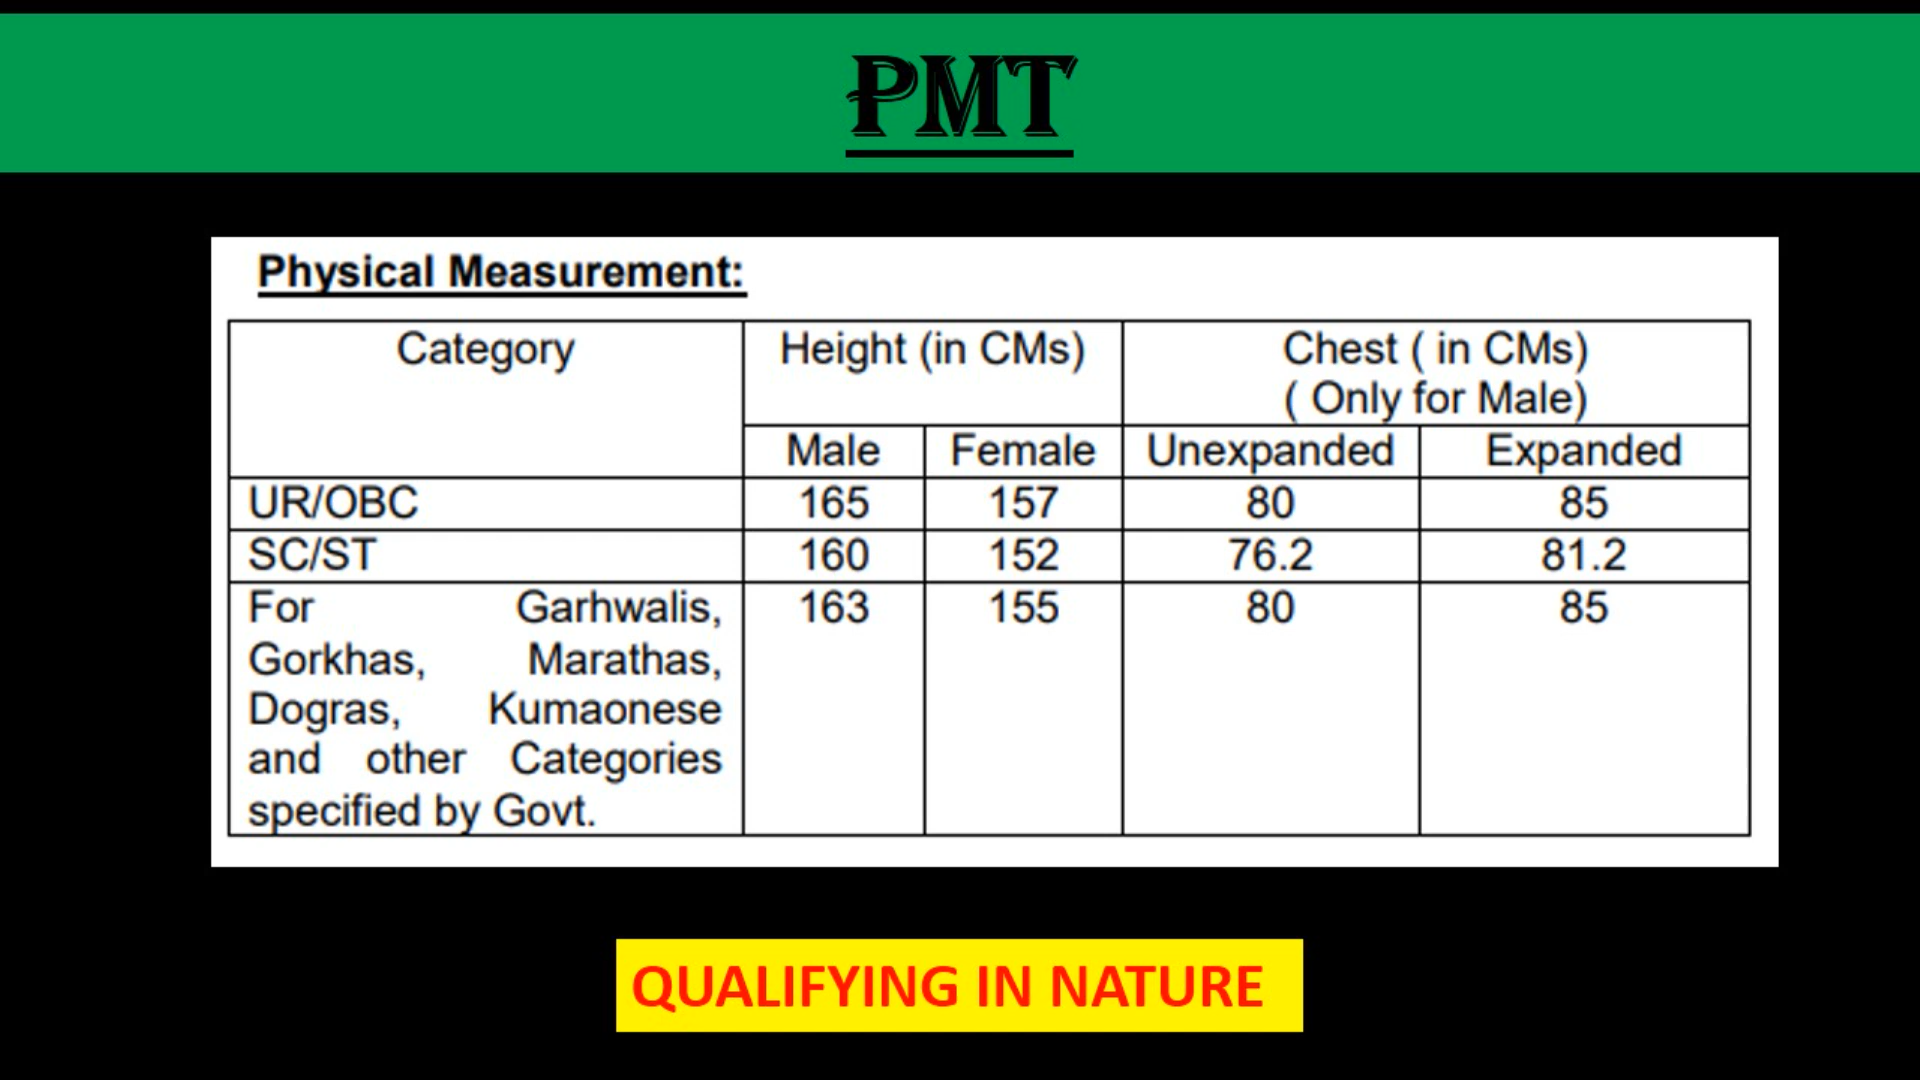 PMT
Physical Measurement:
Category Height (in CMs) Chest ( in CMs)
( Only for Male)
Male Female Unexpanded Expanded
UR/OBC 165 157 80 85
SC/ST 160 152 76.2 81.2
For Garhwalis, 163 155 80 85
Gorkhas, Marathas,
Dogras, Kumaonese
and other Categories
specified by Govt.
QUALIFYING IN NATURE